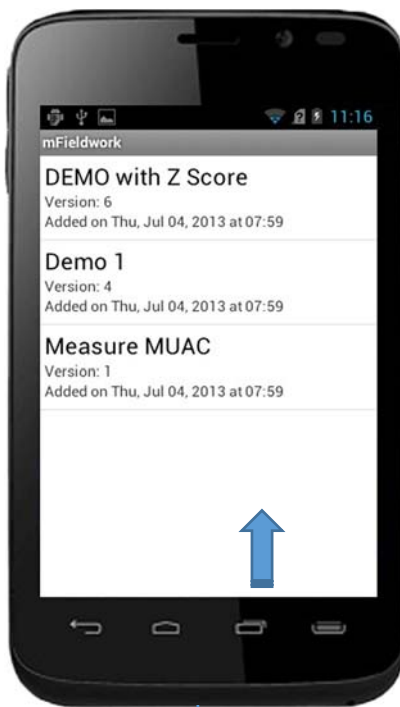 11:16
mFieldwork
DEMO with Z Score
Version: 6
Added on Thu, Jul 04, 2013 at 07:59
Demo 1
Version: 4
Added on Thu, Jul 04, 2013 at 07:59
Measure MUAC
Version: 1
Added on Thu, Jul 04, 2013 at 07:59